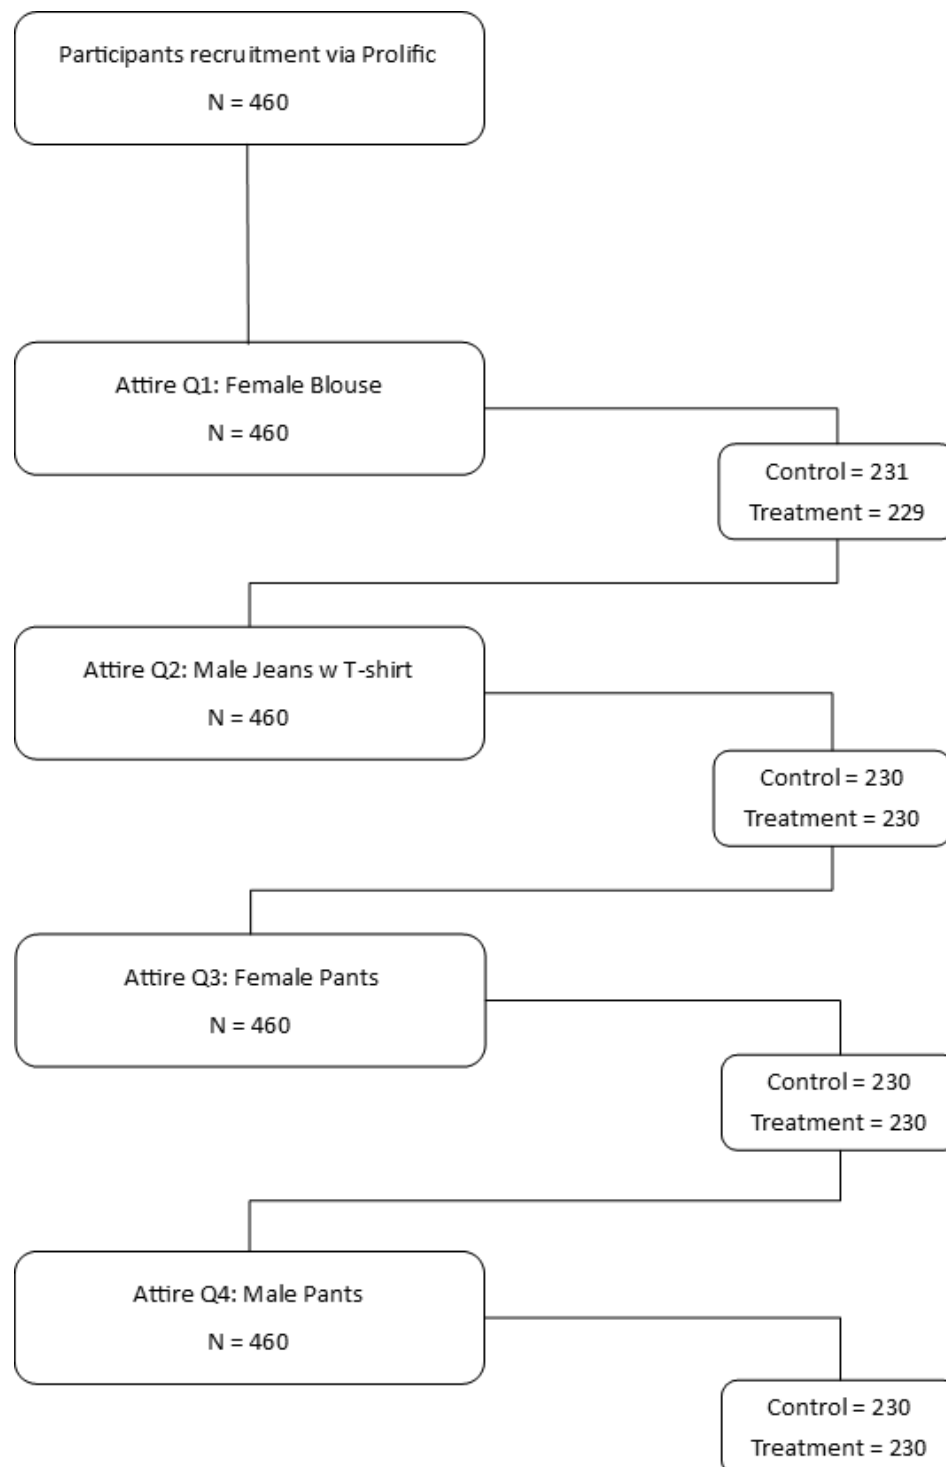 Participants recruitment via Prolific
N = 460
Attire Q1: Female Blouse
N = 460
Control = 231
Treatment = 229
Attire Q2: Male Jeans w T-shirt
N = 460
Control = 230
Treatment = 230
Attire Q3: Female Pants
N = 460
Control = 230
Treatment = 230
Attire Q4: Male Pants
N = 460
Control = 230
Treatment = 230